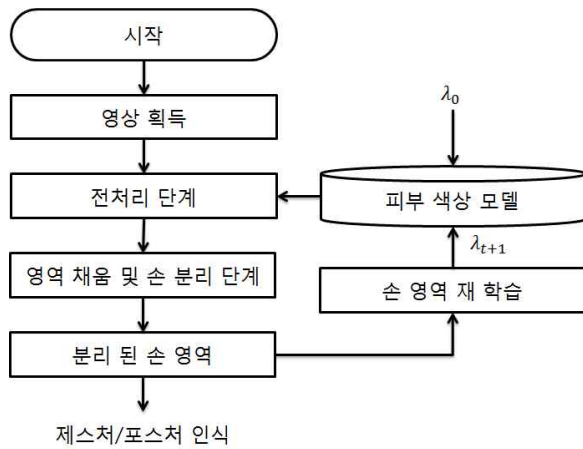 시작
영상 획득
λ₀
전처리 단계
피부 색상 모델
λₜ₊₁
영역 채움 및 손 분리 단계
손 영역 재 학습
분리 된 손 영역
제스처/포스처 인식